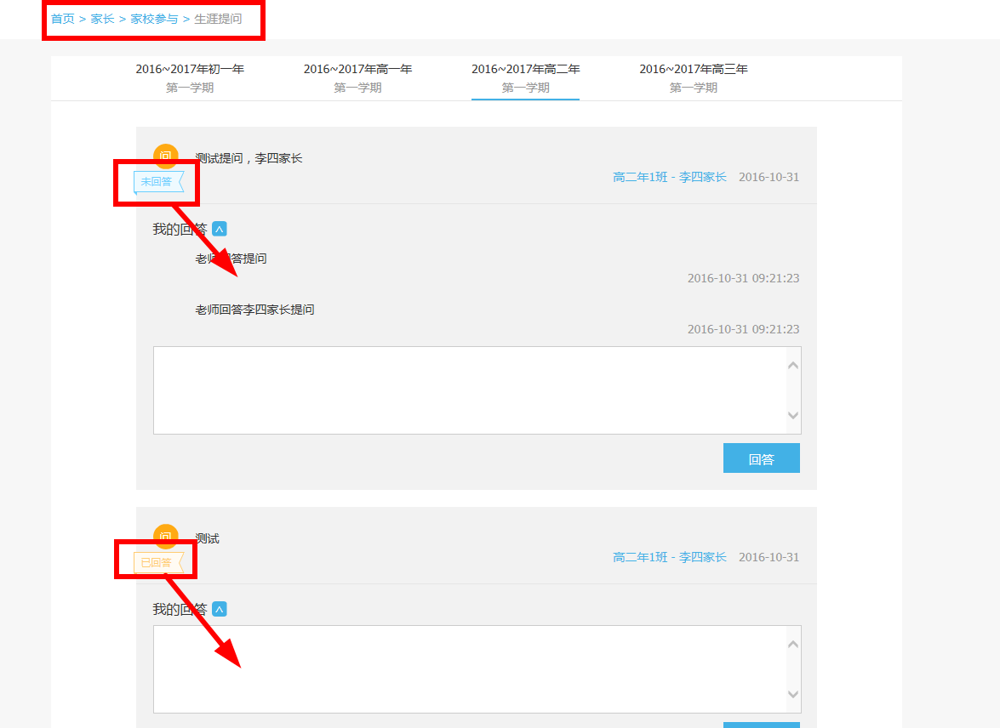 首页 > 家长 > 家校参与 > 生涯提问
2016~2017年初一年 2016~2017年高一年 2016~2017年高二年 2016~2017年高三年
第一学期 第一学期 第一学期 第一学期
问 测试提问，李四家长
未回答 高二年1班 - 李四家长 2016-10-31
我的回答
老师回答提问
2016-10-31 09:21:23
老师回答李四家长提问
2016-10-31 09:21:23
回答
问 测试
已回答 高二年1班 - 李四家长 2016-10-31
我的回答